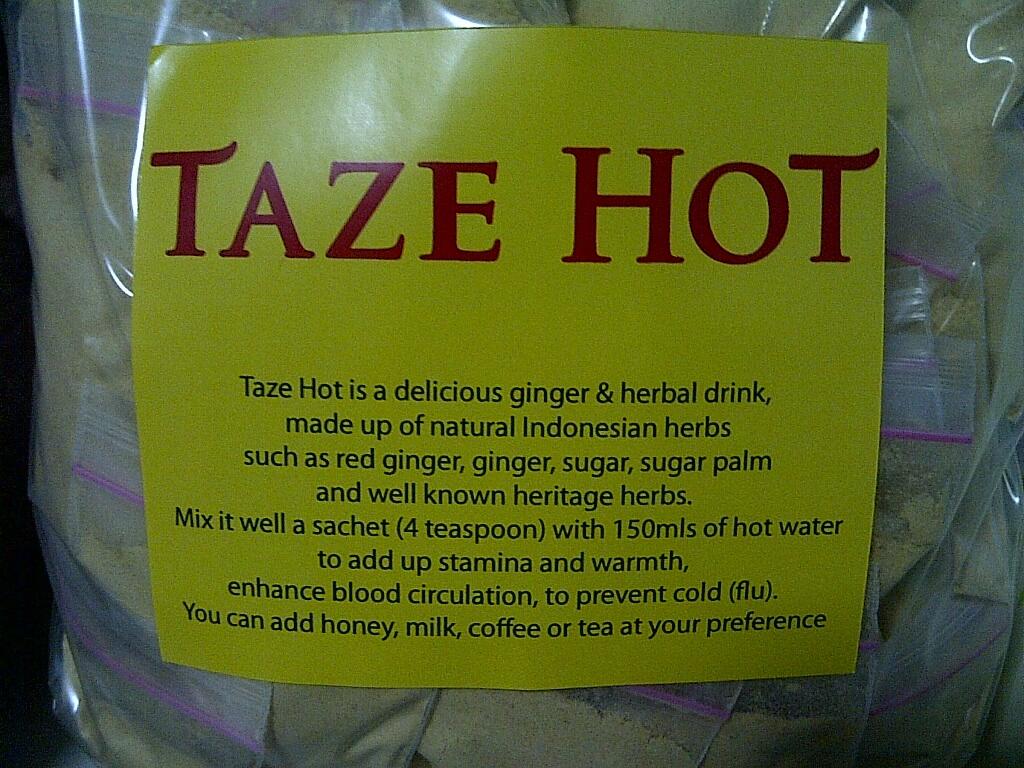 TAZE HOT
Taze Hot is a delicious ginger & herbal drink,
made up of natural Indonesian herbs
such as red ginger, ginger, sugar, sugar palm
and well known heritage herbs.
Mix it well a sachet (4 teaspoon) with 150mls of hot water
to add up stamina and warmth,
enhance blood circulation, to prevent cold (flu).
You can add honey, milk, coffee or tea at your preference